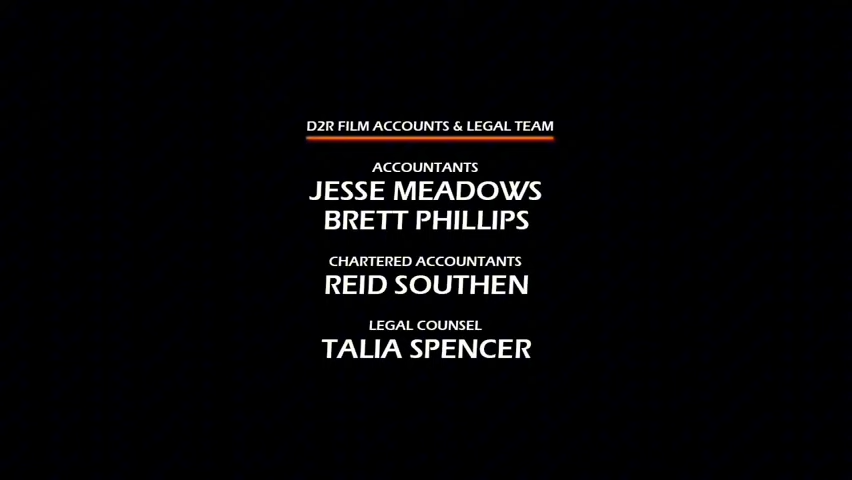 D2R FILM ACCOUNTS & LEGAL TEAM
ACCOUNTANTS
JESSE MEADOWS
BRETT PHILLIPS
CHARTERED ACCOUNTANTS
REID SOUTHEN
LEGAL COUNSEL
TALIA SPENCER